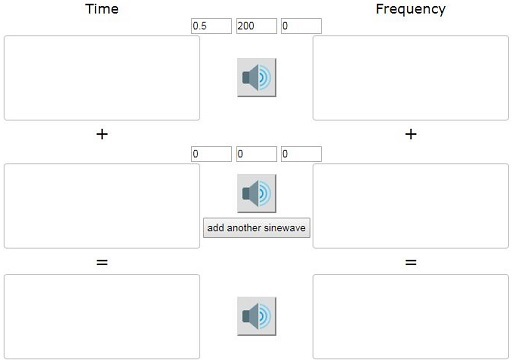 Time Frequency
0.5 200 0
+ +
0 0 0
add another sinewave
= =